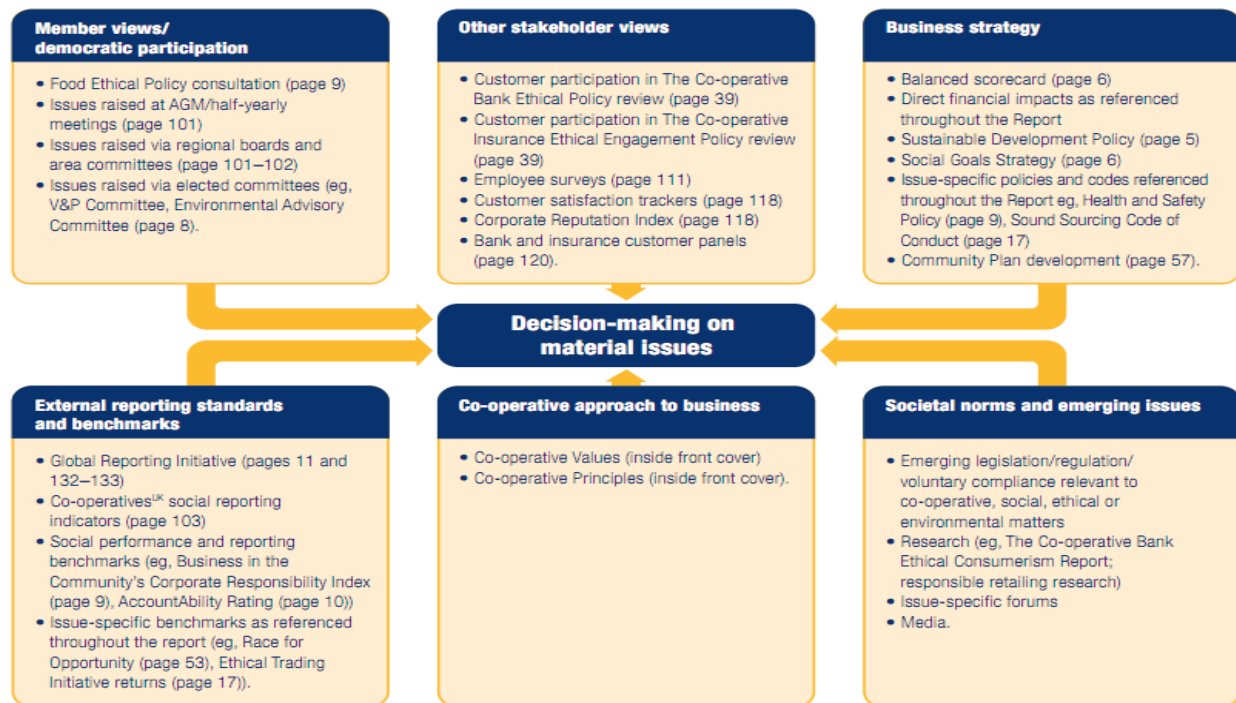 Member views/
democratic participation
• Food Ethical Policy consultation (page 9)
• Issues raised at AGM/half-yearly
meetings (page 101)
• Issues raised via regional boards and
area committees (page 101–102)
• Issues raised via elected committees (eg,
V&P Committee, Environmental Advisory
Committee (page 8).
Other stakeholder views
• Customer participation in The Co-operative
Bank Ethical Policy review (page 39)
• Customer participation in The Co-operative
Insurance Ethical Engagement Policy review
(page 39)
• Employee surveys (page 111)
• Customer satisfaction trackers (page 118)
• Corporate Reputation Index (page 118)
• Bank and insurance customer panels
(page 120).
Business strategy
• Balanced scorecard (page 6)
• Direct financial impacts as referenced
throughout the Report
• Sustainable Development Policy (page 5)
• Social Goals Strategy (page 6)
• Issue-specific policies and codes referenced
throughout the Report eg, Health and Safety
Policy (page 9), Sound Sourcing Code of
Conduct (page 17)
• Community Plan development (page 57).
Decision-making on
material issues
External reporting standards
and benchmarks
• Global Reporting Initiative (pages 11 and
132–133)
• Co-operativesUK social reporting
indicators (page 103)
• Social performance and reporting
benchmarks (eg, Business in the
Community's Corporate Responsibility Index
(page 9), AccountAbility Rating (page 10))
• Issue-specific benchmarks as referenced
throughout the report (eg, Race for
Opportunity (page 53), Ethical Trading
Initiative returns (page 17)).
Co-operative approach to business
• Co-operative Values (inside front cover)
• Co-operative Principles (inside front cover).
Societal norms and emerging issues
• Emerging legislation/regulation/
voluntary compliance relevant to
co-operative, social, ethical or
environmental matters
• Research (eg, The Co-operative Bank
Ethical Consumerism Report;
responsible retailing research)
• Issue-specific forums
• Media.